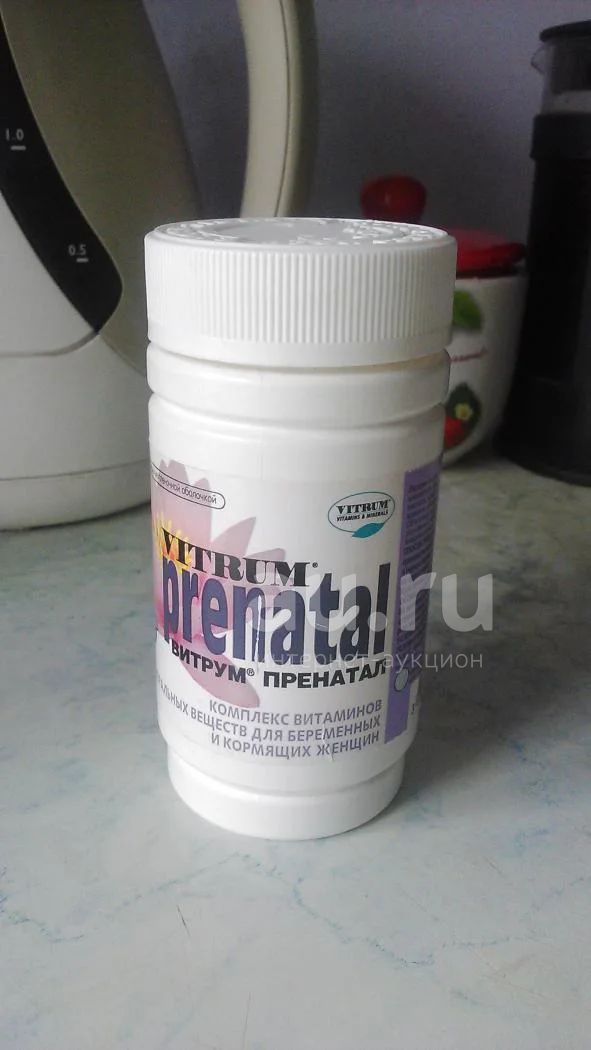 1.0
0.5
оболочкой
VITRUM®
VITAMINS & MINERALS
VITRUM®
prenatal
ВИТРУМ® ПРЕНАТАЛ
.ru
интернет-аукцион
КОМПЛЕКС ВИТАМИНОВ
ВЕЩЕСТВ ДЛЯ БЕРЕМЕННЫХ
И КОРМЯЩИХ ЖЕНЩИН